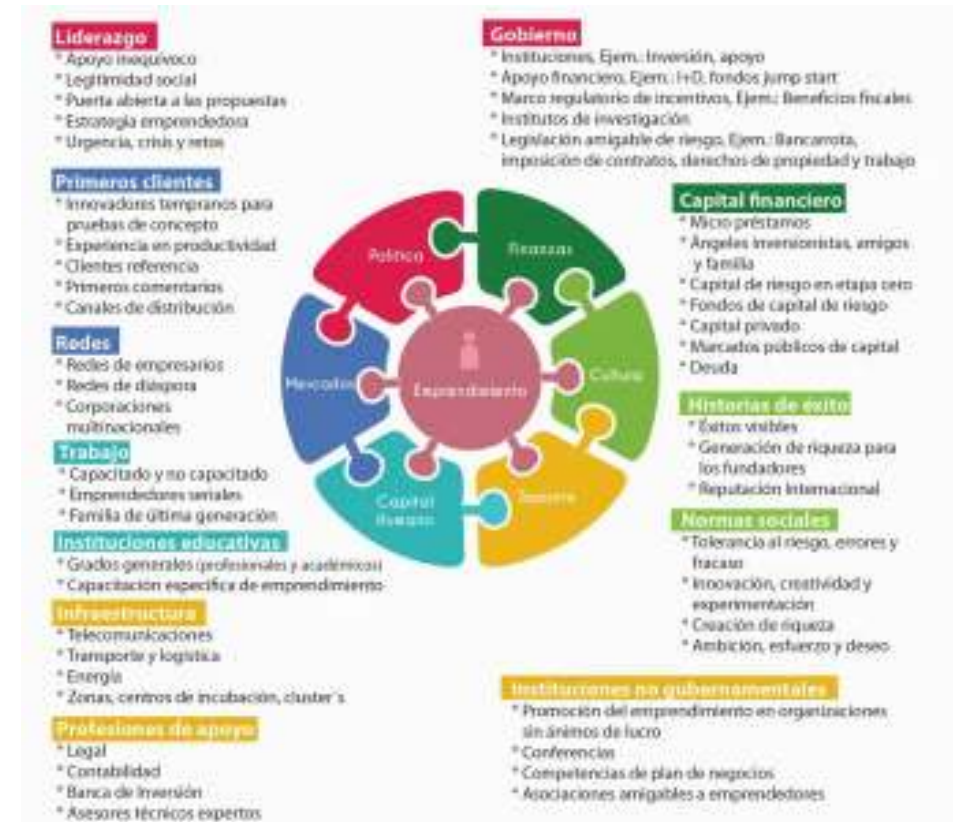 Liderazgo
* Apoyo inequívoco
* Legitimidad social
* Puerta abierta a las propuestas
* Estrategia emprendedora
* Urgencia, crisis y retos
Gobierno
* Instituciones, Ejem.: Inversión, apoyo
* Apoyo financiero, Ejem.: I+D, fondos jump start
* Marco regulatorio de incentivos, Ejem.: Beneficios fiscales
* Institutos de investigación
* Legislación amigable de riesgo, Ejem.: Bancarrota,
imposición de contratos, derechos de propiedad y trabajo
Primeros clientes
* Innovadores tempranos para
pruebas de concepto
* Experiencia en productividad
* Clientes referencia
* Primeros comentarios
* Canales de distribución
Redes
* Redes de empresarios
* Redes de diáspora
* Corporaciones
multinacionales
Trabajo
* Capacitado y no capacitado
* Emprendedores seriales
* Familia de última generación
Instituciones educativas
* Grados generales (profesionales y académicos)
* Capacitación específica de emprendimiento
Infraestructura
* Telecomunicaciones
* Transporte y logística
* Energía
* Zonas, centros de incubación, cluster´s
Profesiones de apoyo
* Legal
* Contabilidad
* Banca de Inversión
* Asesores técnicos expertos
Política
Finanzas
Mercados
Emprendimiento
Cultura
Capital
Humano
Soporte
Capital financiero
* Micro préstamos
* Ángeles inversionistas, amigos
y familia
* Capital de riesgo en etapa cero
* Fondos de capital de riesgo
* Capital privado
* Marcados públicos de capital
* Deuda
Historias de éxito
* Éxitos visibles
* Generación de riqueza para
los fundadores
* Reputación Internacional
Normas sociales
* Tolerancia al riesgo, errores y
fracaso
* Innovación, creatividad y
experimentación
* Creación de riqueza
* Ambición, esfuerzo y deseo
Instituciones no gubernamentales
* Promoción del emprendimiento en organizaciones
sin ánimos de lucro
* Conferencias
* Competencias de plan de negocios
* Asociaciones amigables a emprendedores